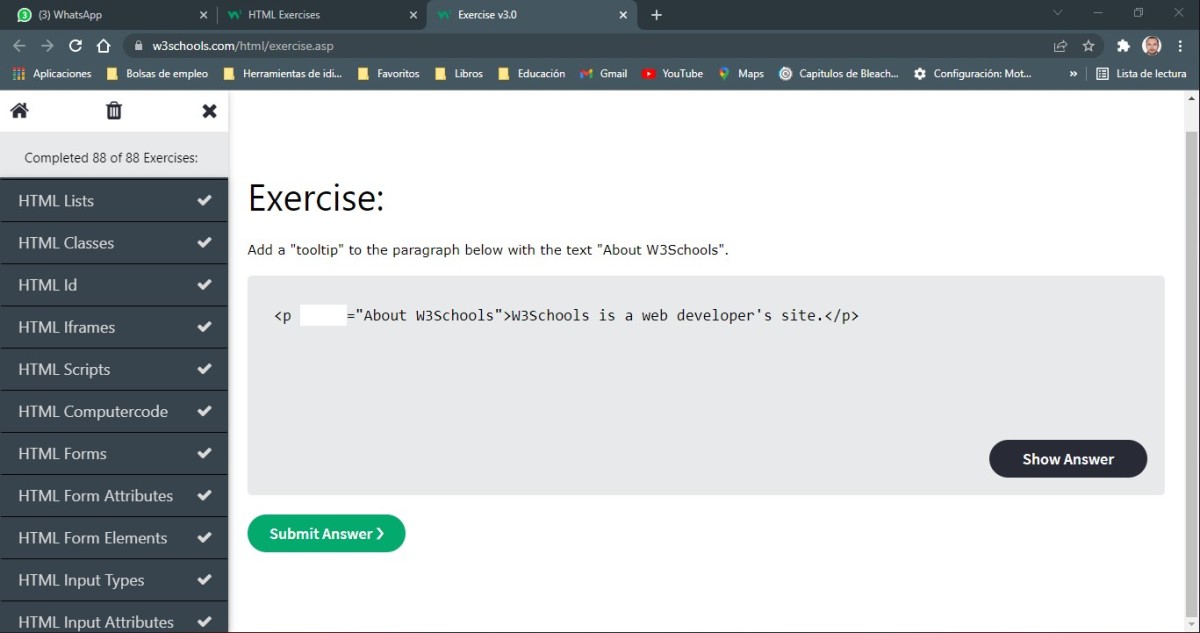 (3) WhatsApp
HTML Exercises
Exercise v3.0
w3schools.com/html/exercise.asp
Aplicaciones
Bolsas de empleo
Herramientas de idi...
Favoritos
Libros
Educación
Gmail
YouTube
Maps
Capitulos de Bleach...
Configuración: Mot...
»
Lista de lectura
Completed 88 of 88 Exercises:
HTML Lists
HTML Classes
HTML Id
HTML Iframes
HTML Scripts
HTML Computercode
HTML Forms
HTML Form Attributes
HTML Form Elements
HTML Input Types
HTML Input Attributes
Exercise:
Add a "tooltip" to the paragraph below with the text "About W3Schools".
<p ="About W3Schools">W3Schools is a web developer's site.</p>
Show Answer
Submit Answer ❯